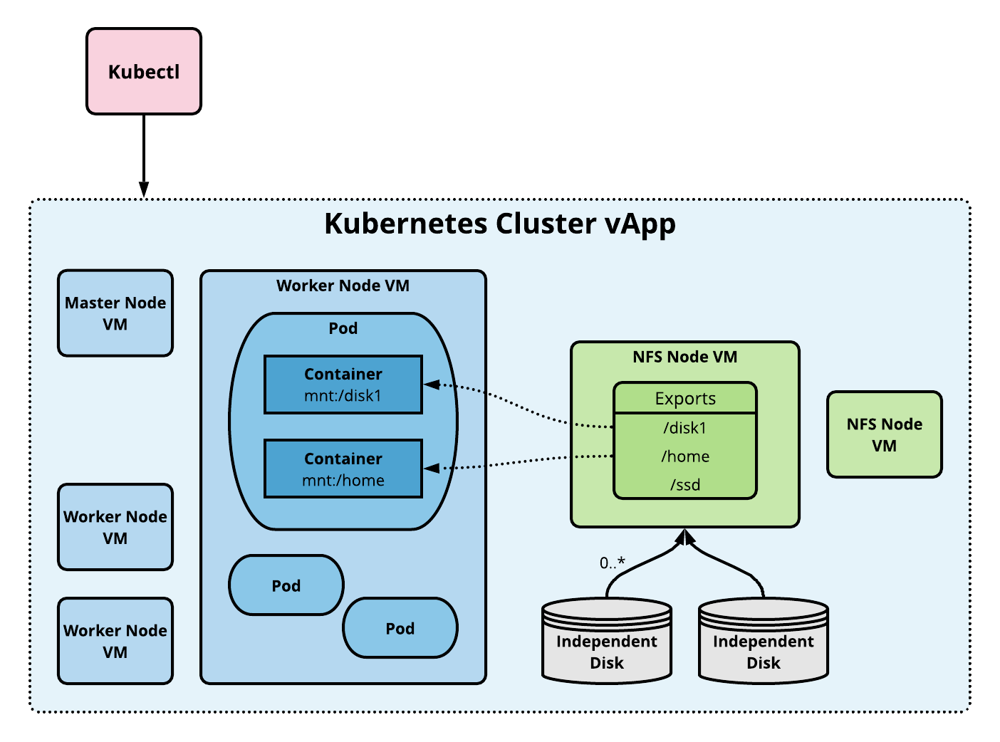 Kubectl
Kubernetes Cluster vApp
Master Node
VM
Worker Node
VM
Worker Node
VM
Worker Node VM
Pod
Container
mnt:/disk1
Container
mnt:/home
Pod
Pod
NFS Node VM
Exports
/disk1
/home
/ssd
NFS Node
VM
0..*
Independent
Disk
Independent
Disk